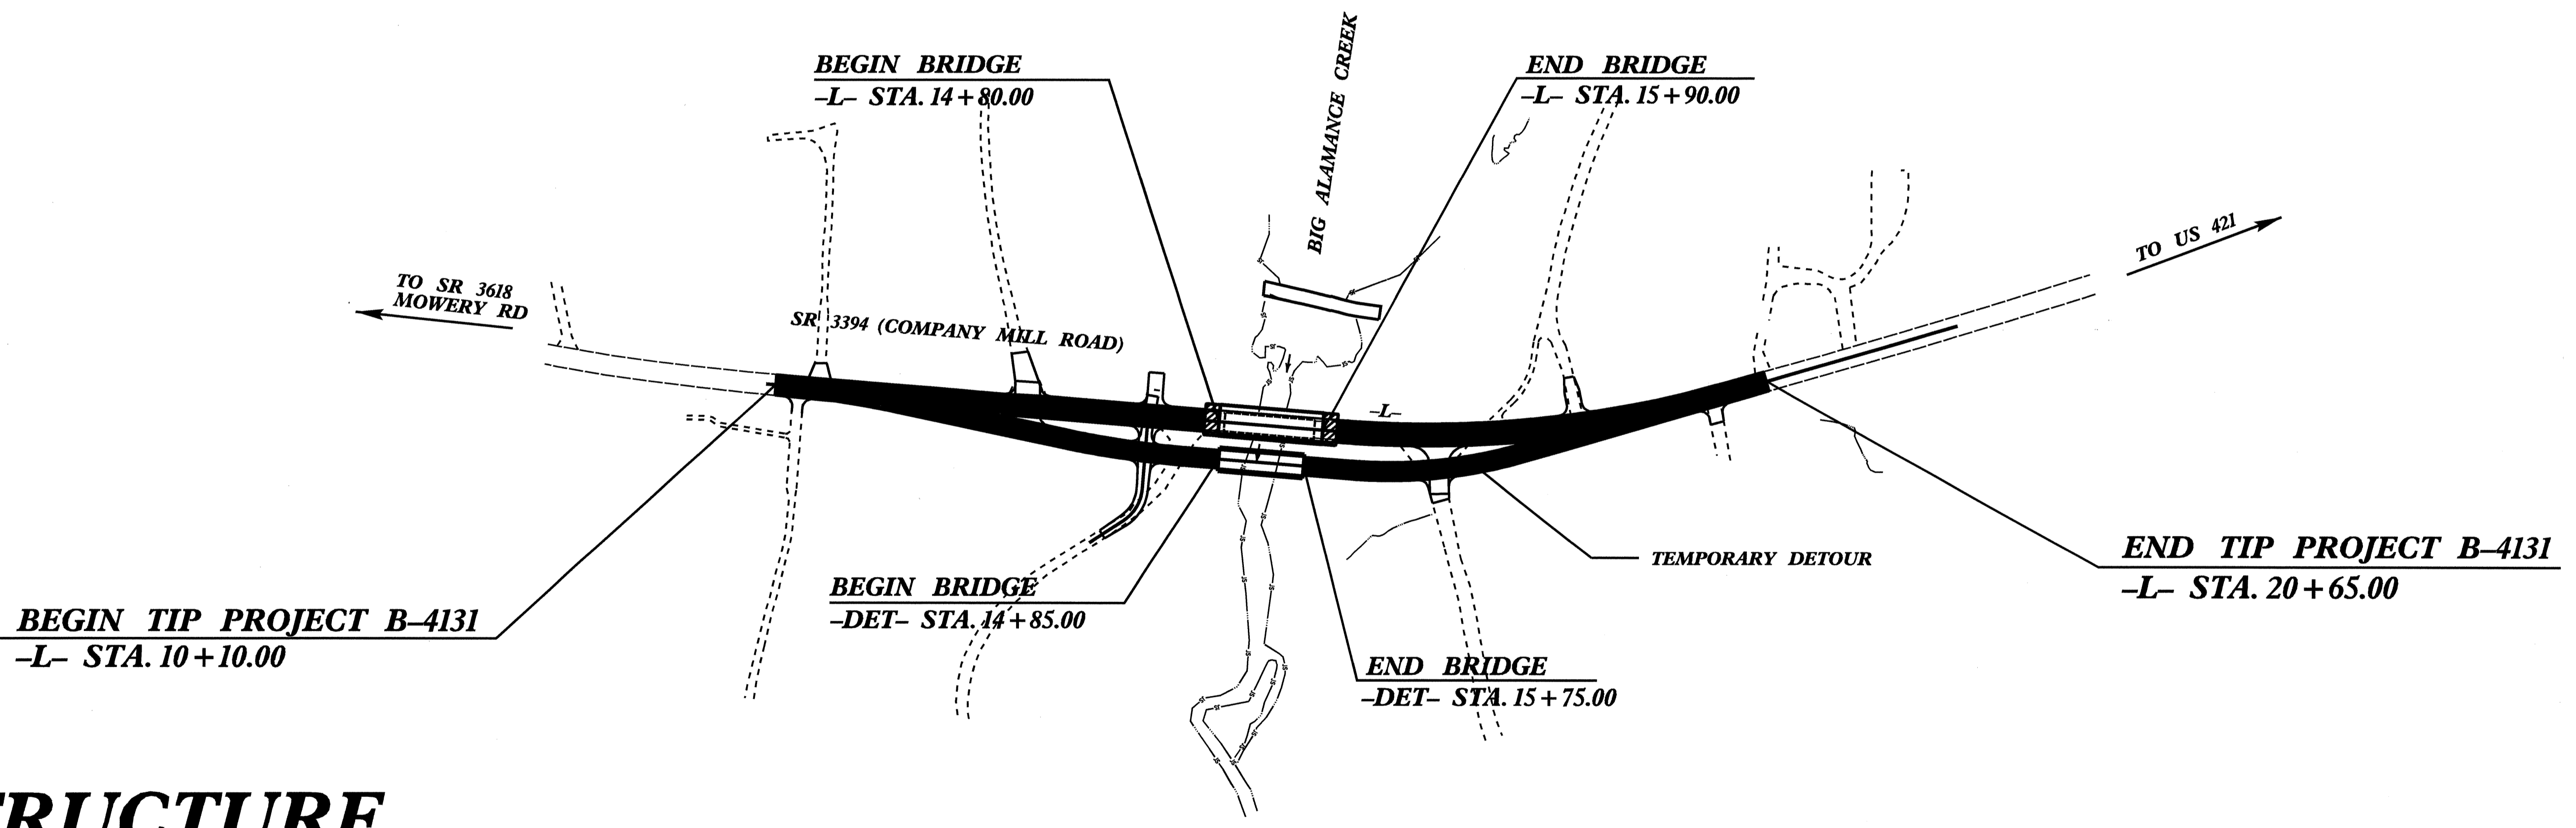 BEGIN BRIDGE
–L– STA. 14+80.00
BIG ALAMANCE CREEK
END BRIDGE
–L– STA. 15+90.00
TO SR 3618
MOWERY RD
SR 3394 (COMPANY MILL ROAD)
–L–
TO US 421
BEGIN TIP PROJECT B–4131
–L– STA. 10+10.00
BEGIN BRIDGE
–DET– STA. 14+85.00
END BRIDGE
–DET– STA. 15+75.00
TEMPORARY DETOUR
END TIP PROJECT B–4131
–L– STA. 20+65.00